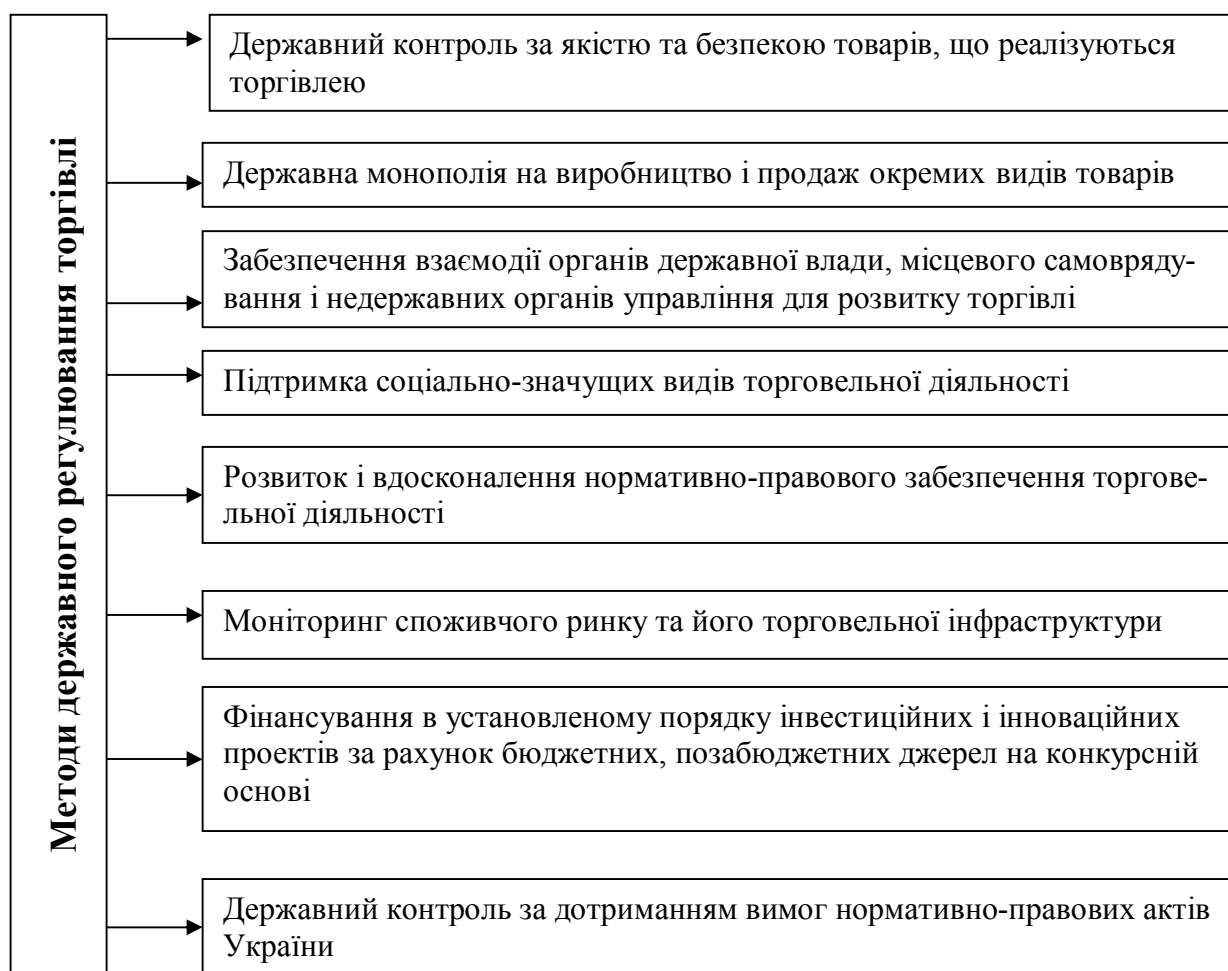 Методи державного регулювання торгівлі
Державний контроль за якістю та безпекою товарів, що реалізуються
торгівлею
Державна монополія на виробництво і продаж окремих видів товарів
Забезпечення взаємодії органів державної влади, місцевого самовряду-
вання і недержавних органів управління для розвитку торгівлі
Підтримка соціально-значущих видів торговельної діяльності
Розвиток і вдосконалення нормативно-правового забезпечення торгове-
льної діяльності
Моніторинг споживчого ринку та його торговельної інфраструктури
Фінансування в установленому порядку інвестиційних і інноваційних
проектів за рахунок бюджетних, позабюджетних джерел на конкурсній
основі
Державний контроль за дотриманням вимог нормативно-правових актів
України